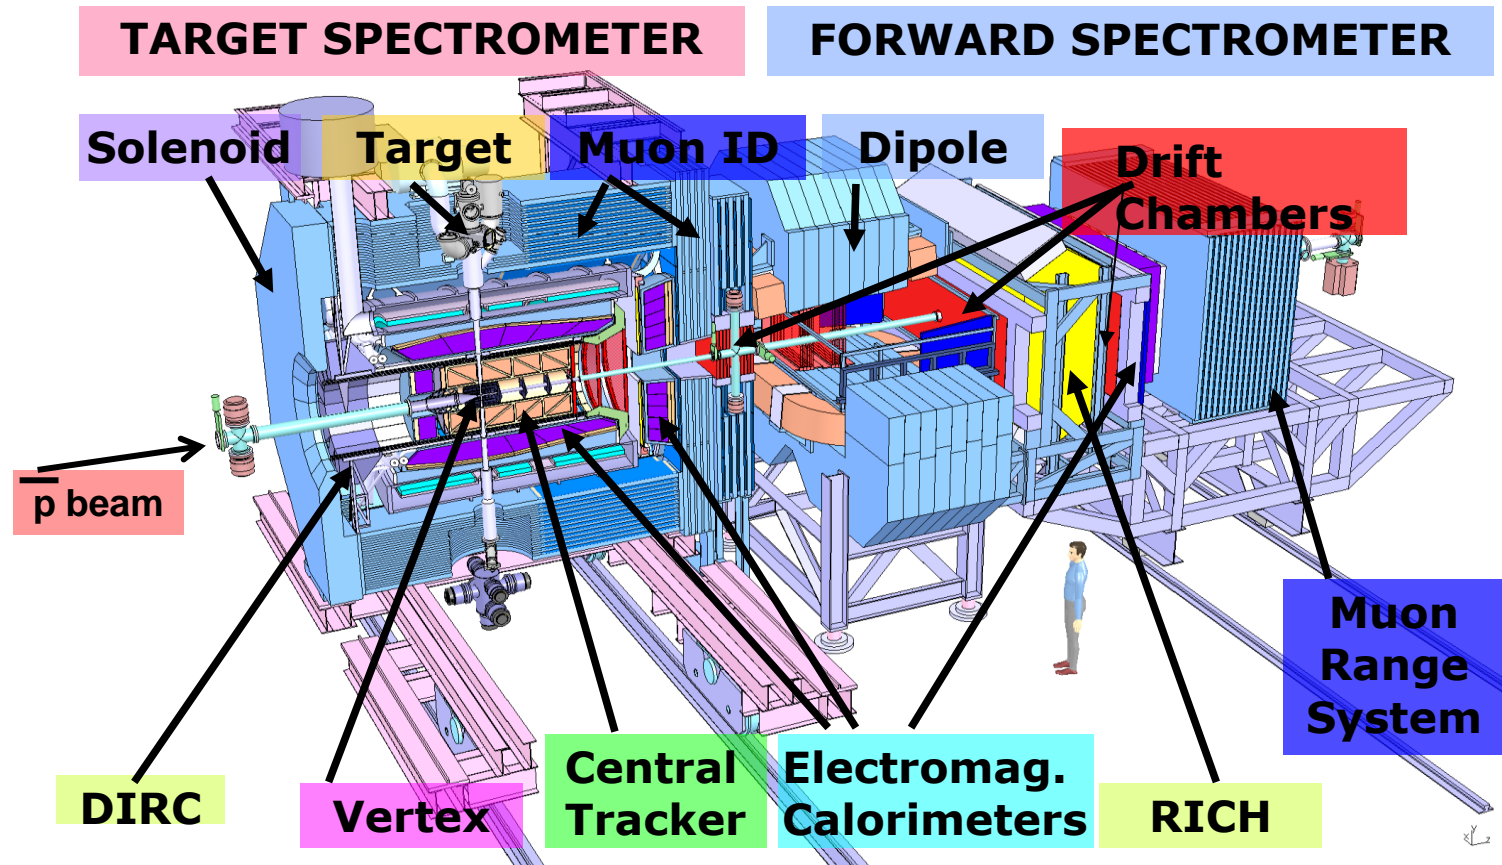 TARGET SPECTROMETER
FORWARD SPECTROMETER
Solenoid
Target
Muon ID
Dipole
Drift
Chambers
p̅ beam
Muon
Range
System
DIRC
Vertex
Central
Tracker
Electromag.
Calorimeters
RICH
x
y
z